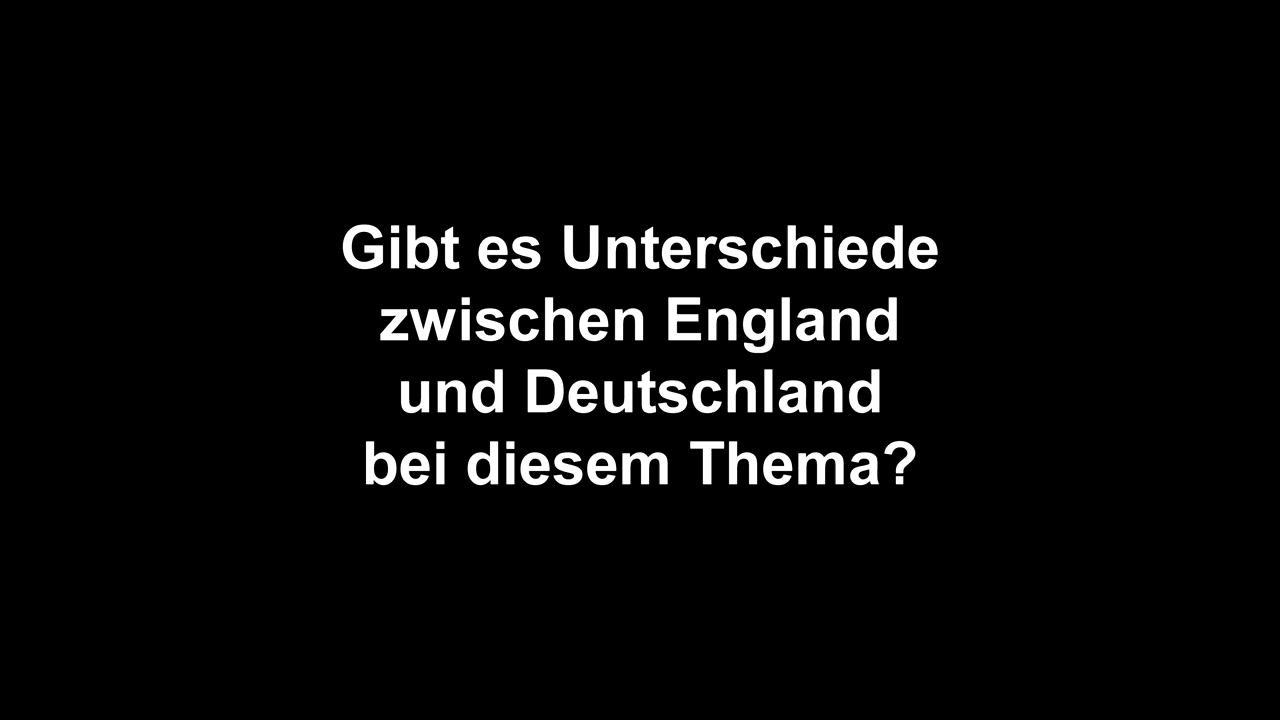 Gibt es Unterschiede
zwischen England
und Deutschland
bei diesem Thema?